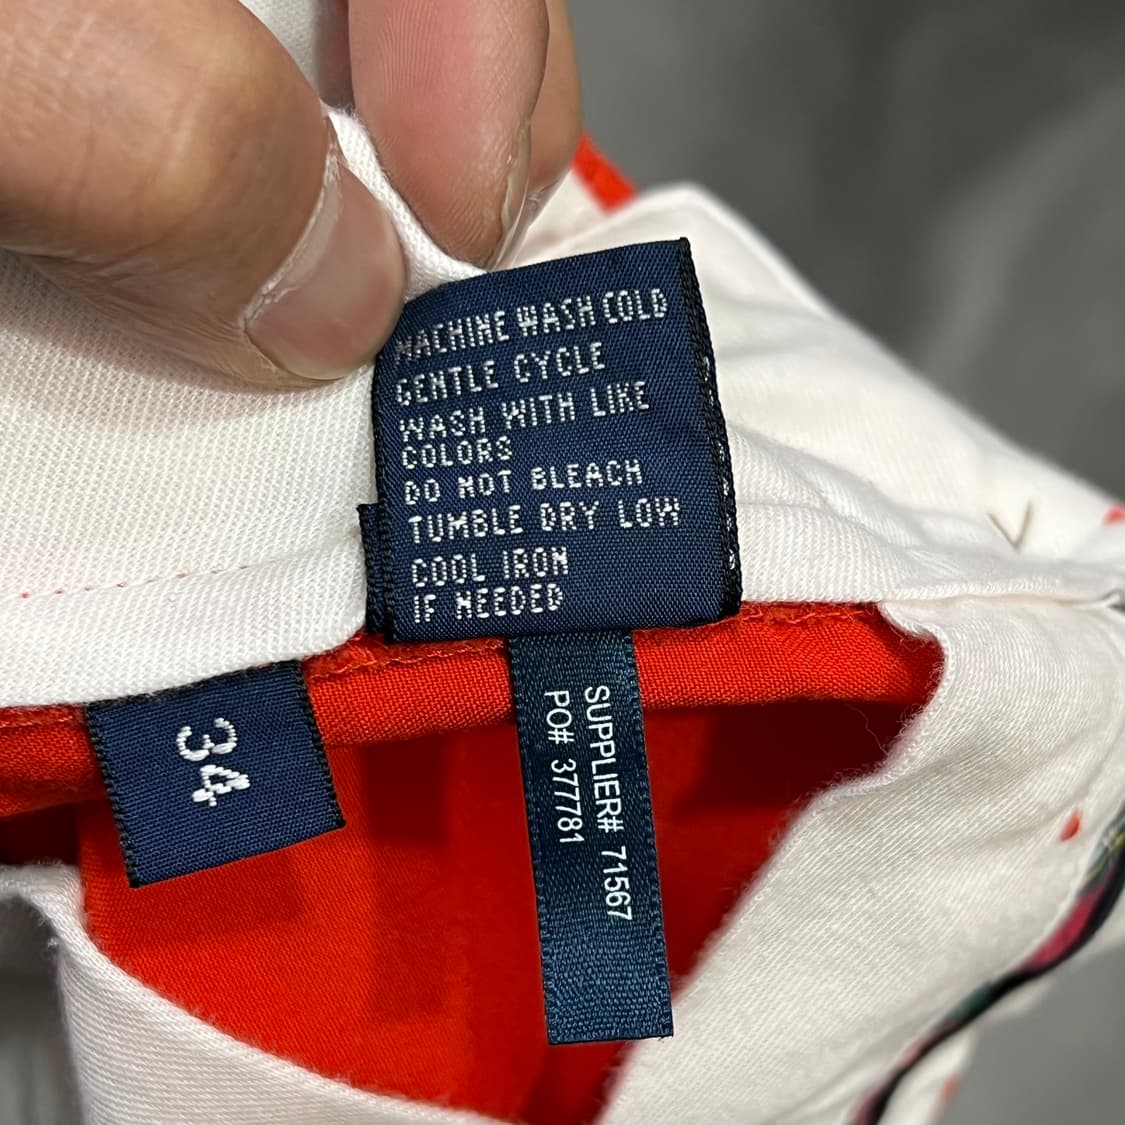 MACHINE WASH COLD
GENTLE CYCLE
WASH WITH LIKE
COLORS
DO NOT BLEACH
TUMBLE DRY LOW
COOL IRON
IF NEEDED
34
SUPPLIER# 71567
PO# 377781